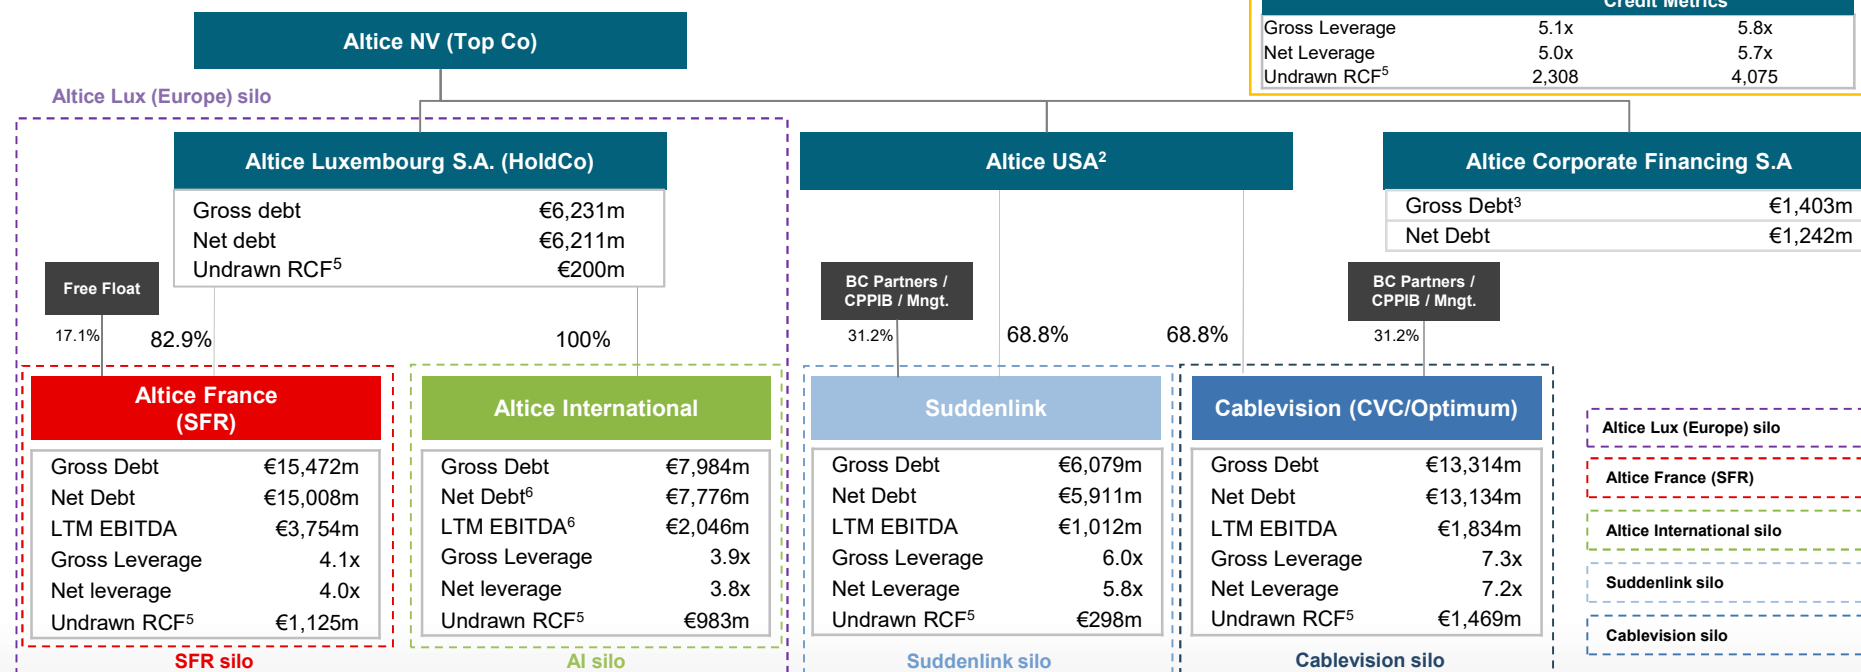 Credit Metrics
Gross Leverage 5.1x 5.8x
Net Leverage 5.0x 5.7x
Undrawn RCF5 2,308 4,075
Altice NV (Top Co)
Altice Lux (Europe) silo
Altice Luxembourg S.A. (HoldCo)
Gross debt €6,231m
Net debt €6,211m
Undrawn RCF5 €200m
Altice USA2
Altice Corporate Financing S.A
Gross Debt3 €1,403m
Net Debt €1,242m
Free Float
17.1%
82.9%
100%
BC Partners /
CPPIB / Mngt.
31.2%
68.8%
68.8%
BC Partners /
CPPIB / Mngt.
31.2%
Altice France
(SFR)
Gross Debt €15,472m
Net Debt €15,008m
LTM EBITDA €3,754m
Gross Leverage 4.1x
Net leverage 4.0x
Undrawn RCF5 €1,125m
SFR silo
Altice International
Gross Debt €7,984m
Net Debt6 €7,776m
LTM EBITDA6 €2,046m
Gross Leverage 3.9x
Net leverage 3.8x
Undrawn RCF5 €983m
AI silo
Suddenlink
Gross Debt €6,079m
Net Debt €5,911m
LTM EBITDA €1,012m
Gross Leverage 6.0x
Net Leverage 5.8x
Undrawn RCF5 €298m
Suddenlink silo
Cablevision (CVC/Optimum)
Gross Debt €13,314m
Net Debt €13,134m
LTM EBITDA €1,834m
Gross Leverage 7.3x
Net Leverage 7.2x
Undrawn RCF5 €1,469m
Cablevision silo
Altice Lux (Europe) silo
Altice France (SFR)
Altice International silo
Suddenlink silo
Cablevision silo